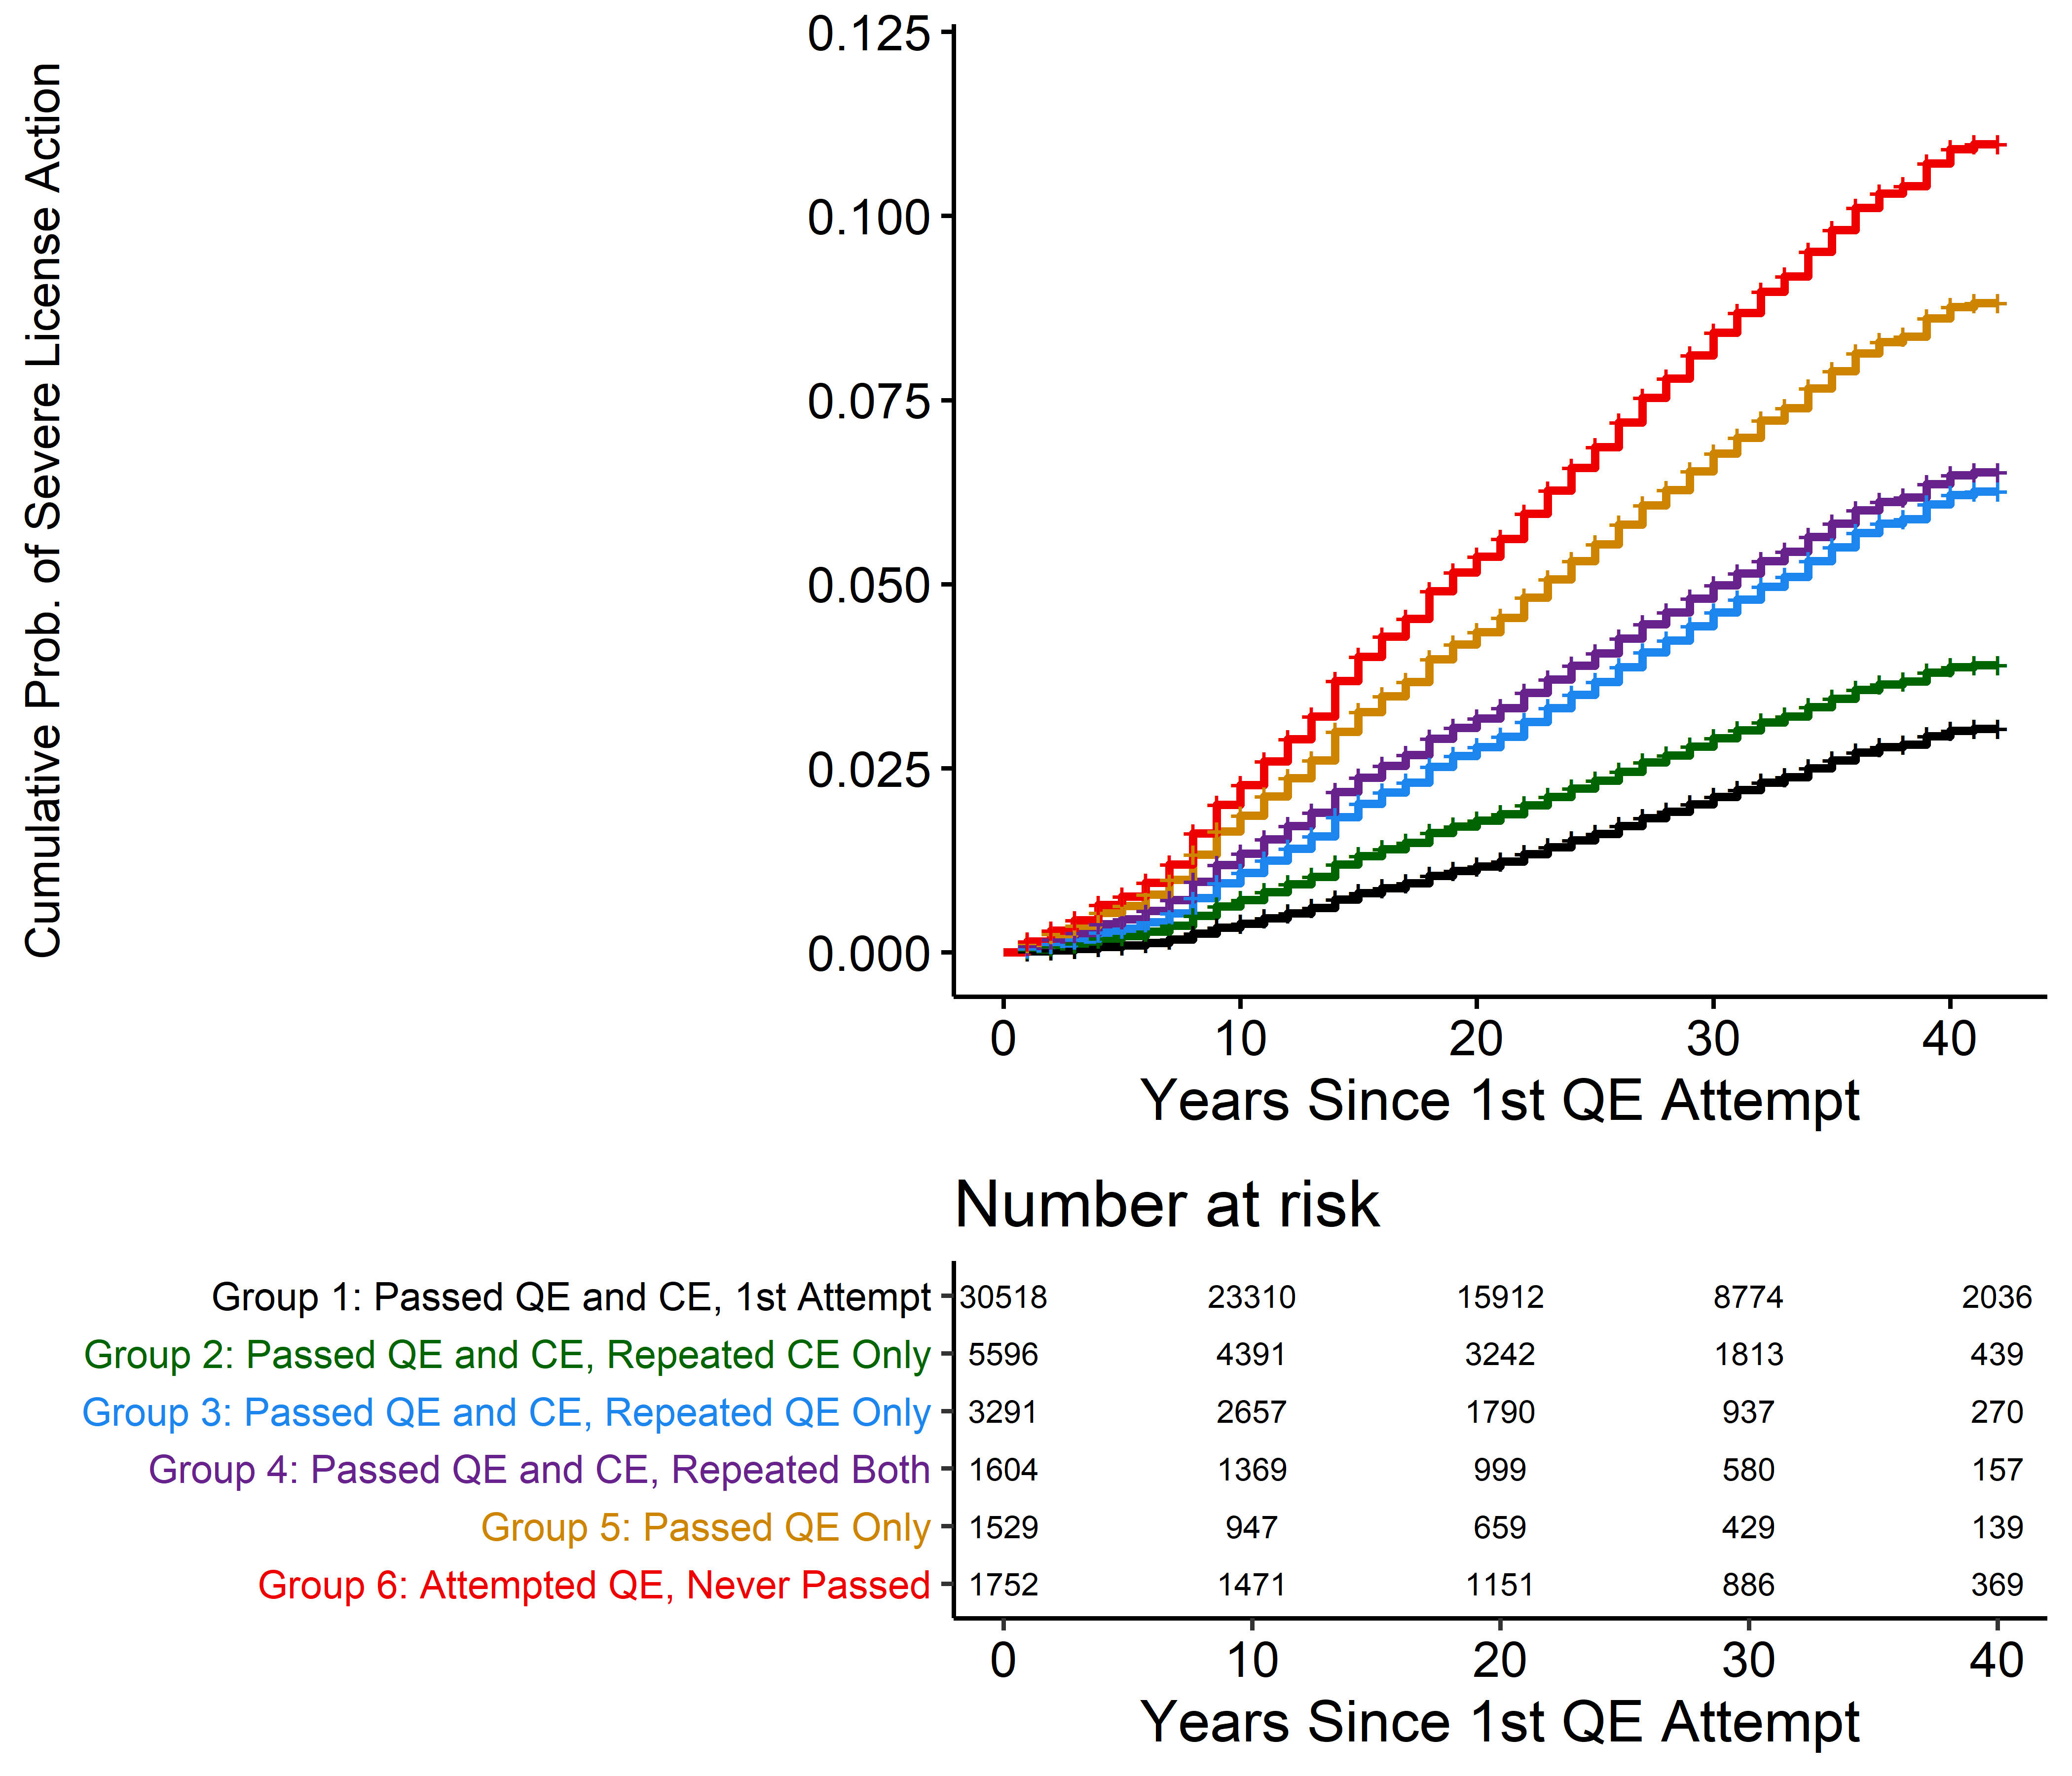 Cumulative Prob. of Severe License Action
0.125
0.100
0.075
0.050
0.025
0.000
0 10 20 30 40
Years Since 1st QE Attempt
Number at risk
Group 1: Passed QE and CE, 1st Attempt 30518 23310 15912 8774 2036
Group 2: Passed QE and CE, Repeated CE Only 5596 4391 3242 1813 439
Group 3: Passed QE and CE, Repeated QE Only 3291 2657 1790 937 270
Group 4: Passed QE and CE, Repeated Both 1604 1369 999 580 157
Group 5: Passed QE Only 1529 947 659 429 139
Group 6: Attempted QE, Never Passed 1752 1471 1151 886 369
0 10 20 30 40
Years Since 1st QE Attempt